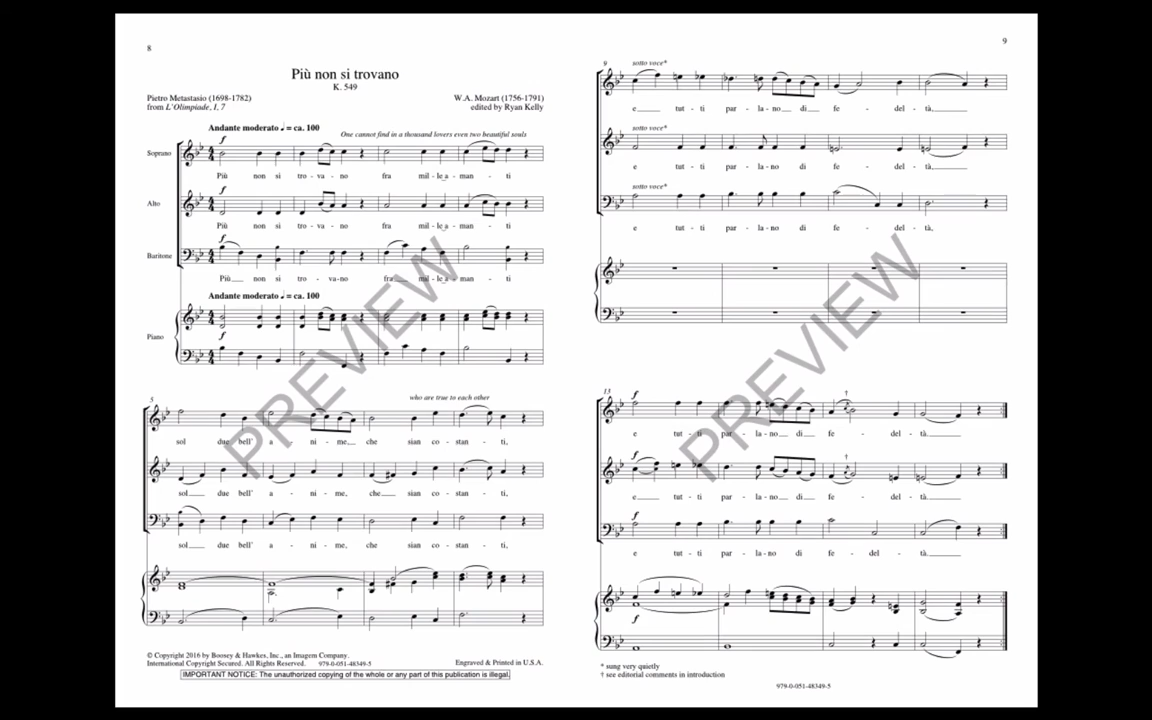 8
Più non si trovano
K. 549
Pietro Metastasio (1698-1782)
from L'Olimpiade, I, 7
W.A. Mozart (1756-1791)
edited by Ryan Kelly
Andante moderato ♩ = ca. 100
One cannot find in a thousand lovers even two beautiful souls
f
Soprano
Più non si tro - va - no fra mil - le a - man - ti
f
Alto
Più non si tro - va - no fra mil - le a - man - ti
f
Baritone
Più non si tro - va - no fra mil - le a - man - ti
Andante moderato ♩ = ca. 100
f
Piano
5
who are true to each other
sol due bell' a - ni - me, che sian co - stan - ti,
sol due bell' a - ni - me, che sian co - stan - ti,
sol due bell' a - ni - me, che sian co - stan - ti,
© Copyright 2016 by Boosey & Hawkes, Inc., an Imagem Company.
International Copyright Secured. All Rights Reserved. 979-0-051-48349-5
Engraved & Printed in U.S.A.
IMPORTANT NOTICE: The unauthorized copying of the whole or any part of this publication is illegal.
PREVIEW
9
9
sotto voce*
e tut - ti par - la - no di fe - del - tà,
sotto voce*
e tut - ti par - la - no di fe - del - tà,
sotto voce*
e tut - ti par - la - no di fe - del - tà,
13
f
†
e tut - ti par - la - no di fe - del - tà.
f
†
e tut - ti par - la - no di fe - del - tà.
f
e tut - ti par - la - no di fe - del - tà.
f
* sung very quietly
† see editorial comments in introduction
979-0-051-48349-5
PREVIEW